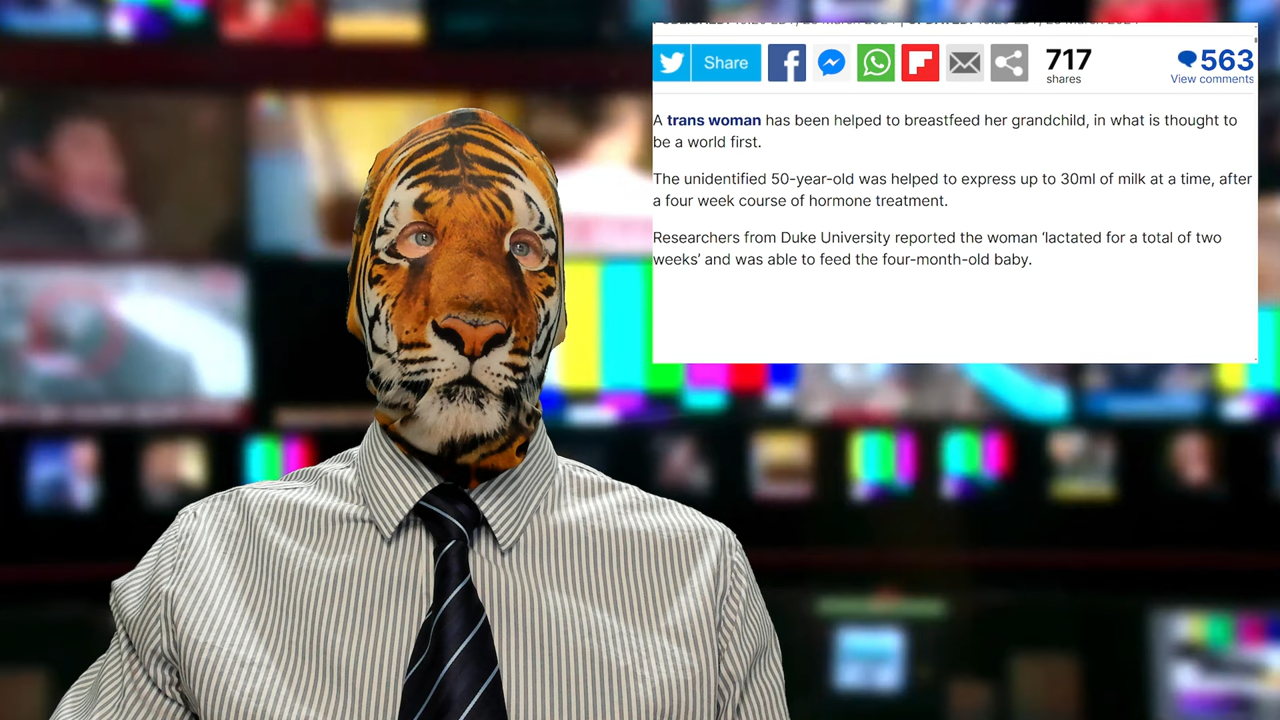 Share
717
shares
563
View comments
A trans woman has been helped to breastfeed her grandchild, in what is thought to
be a world first.
The unidentified 50-year-old was helped to express up to 30ml of milk at a time, after
a four week course of hormone treatment.
Researchers from Duke University reported the woman ‘lactated for a total of two
weeks’ and was able to feed the four-month-old baby.